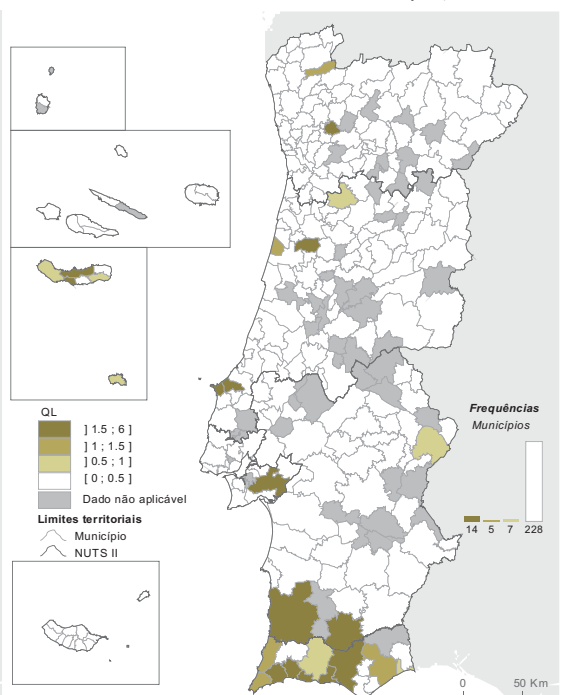 QL
] 1.5 ; 6 ]
] 1 ; 1.5 ]
] 0.5 ; 1 ]
[ 0 ; 0.5 ]
Dado não aplicável
Limites territoriais
Município
NUTS II
Frequências
Municípios
14 5 7 228
0 50 Km